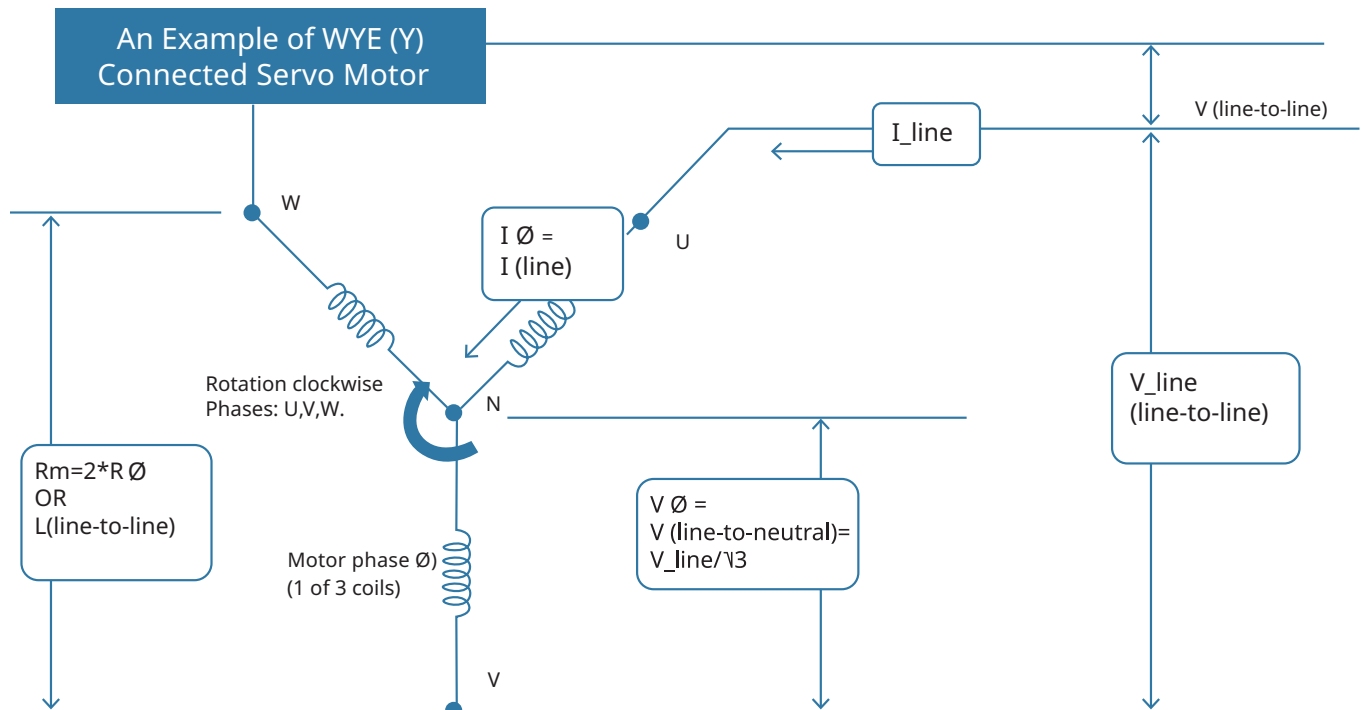 An Example of WYE (Y)
Connected Servo Motor
V (line-to-line)
I_line
W
I Ø =
I (line)
U
Rotation clockwise
Phases: U,V,W.
N
V_line
(line-to-line)
Rm=2*R Ø
OR
L(line-to-line)
V Ø =
V (line-to-neutral)=
V_line/√3
Motor phase Ø)
(1 of 3 coils)
V